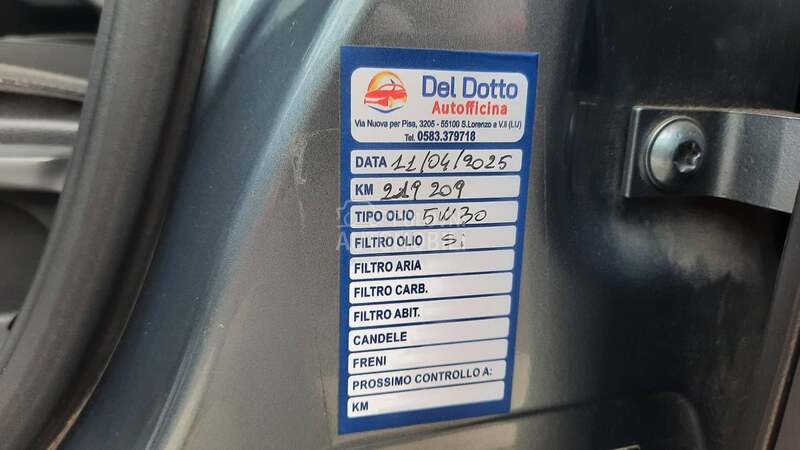 Del Dotto
Autofficina
Via Nuova per Pisa, 3205 - 55100 S.Lorenzo a V.li (LU)
Tel. 0583.379718
DATA 11/04/2025
KM 219 209
TIPO OLIO 5W30
FILTRO OLIO Si
FILTRO ARIA
FILTRO CARB.
FILTRO ABIT.
CANDELE
FRENI
PROSSIMO CONTROLLO A:
KM